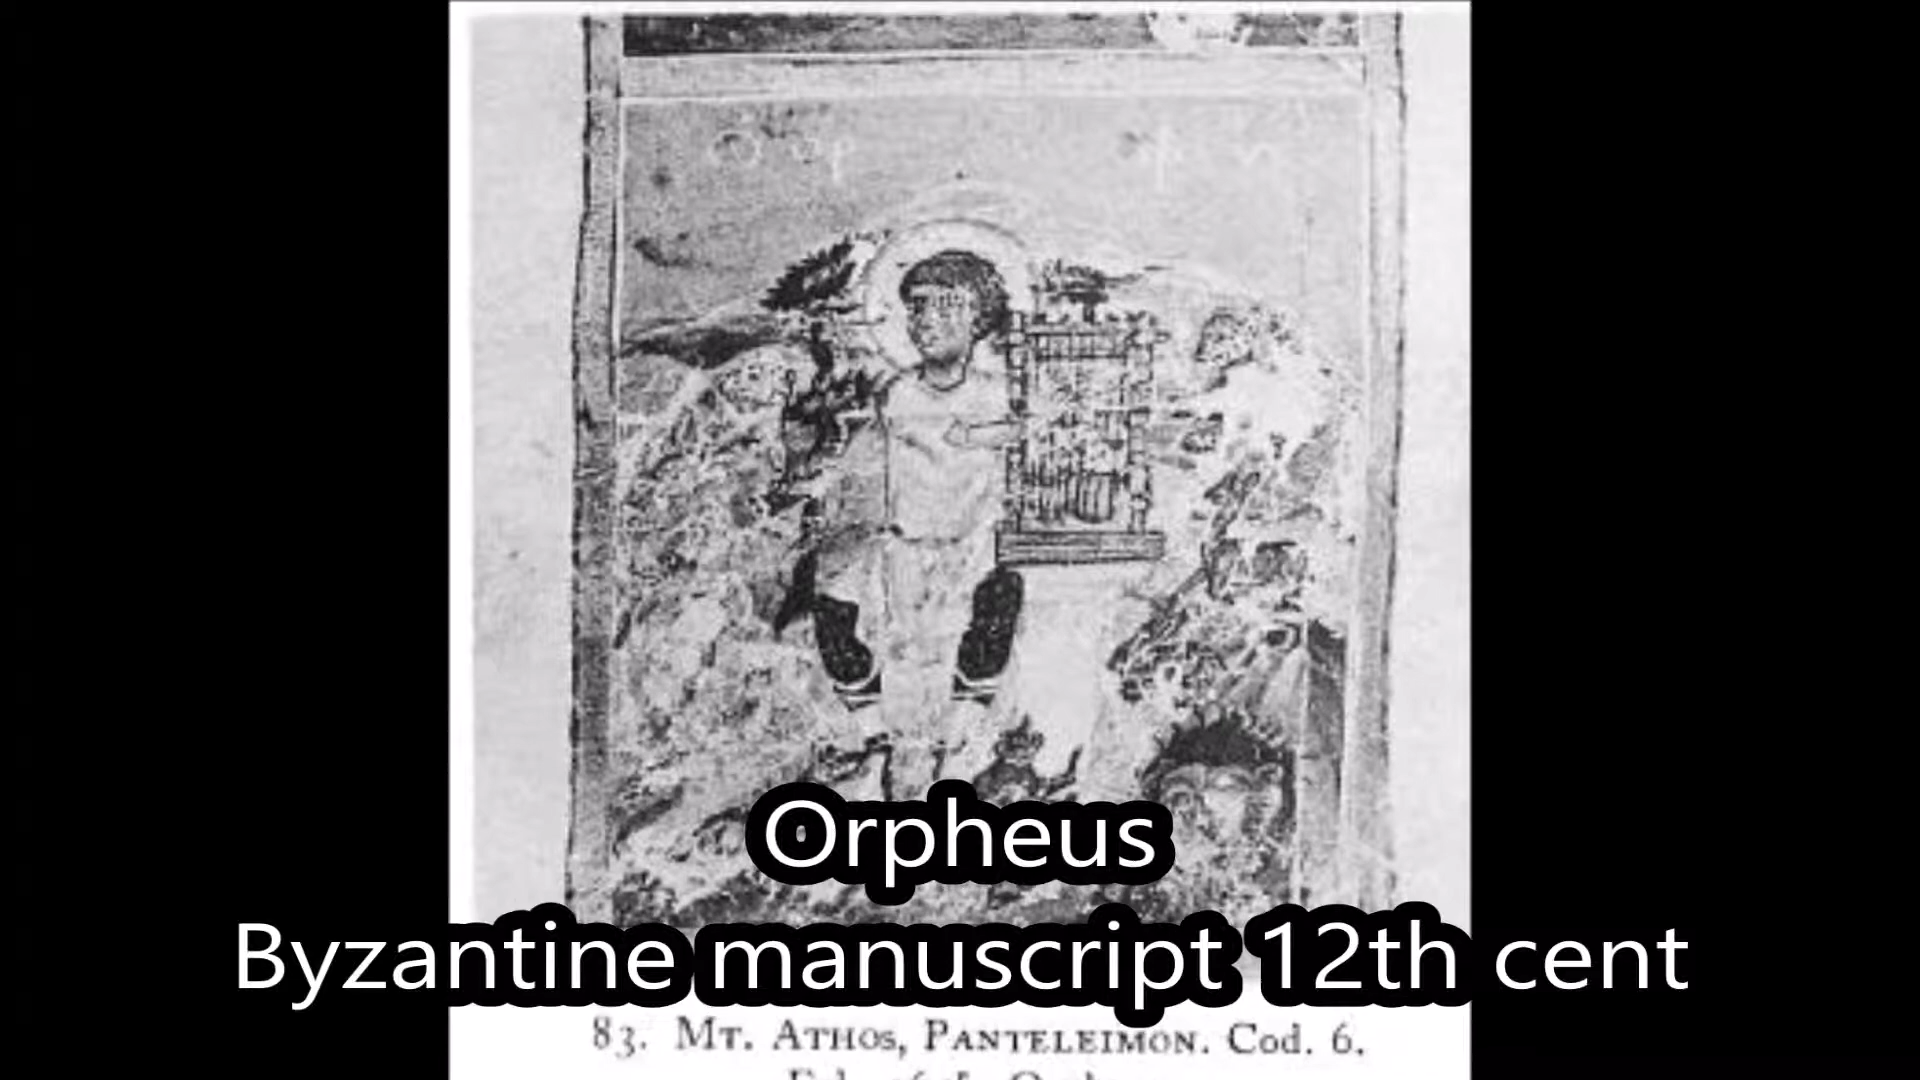 Orpheus
Byzantine manuscript 12th cent
83. Mt. Athos, Panteleimon. Cod. 6.